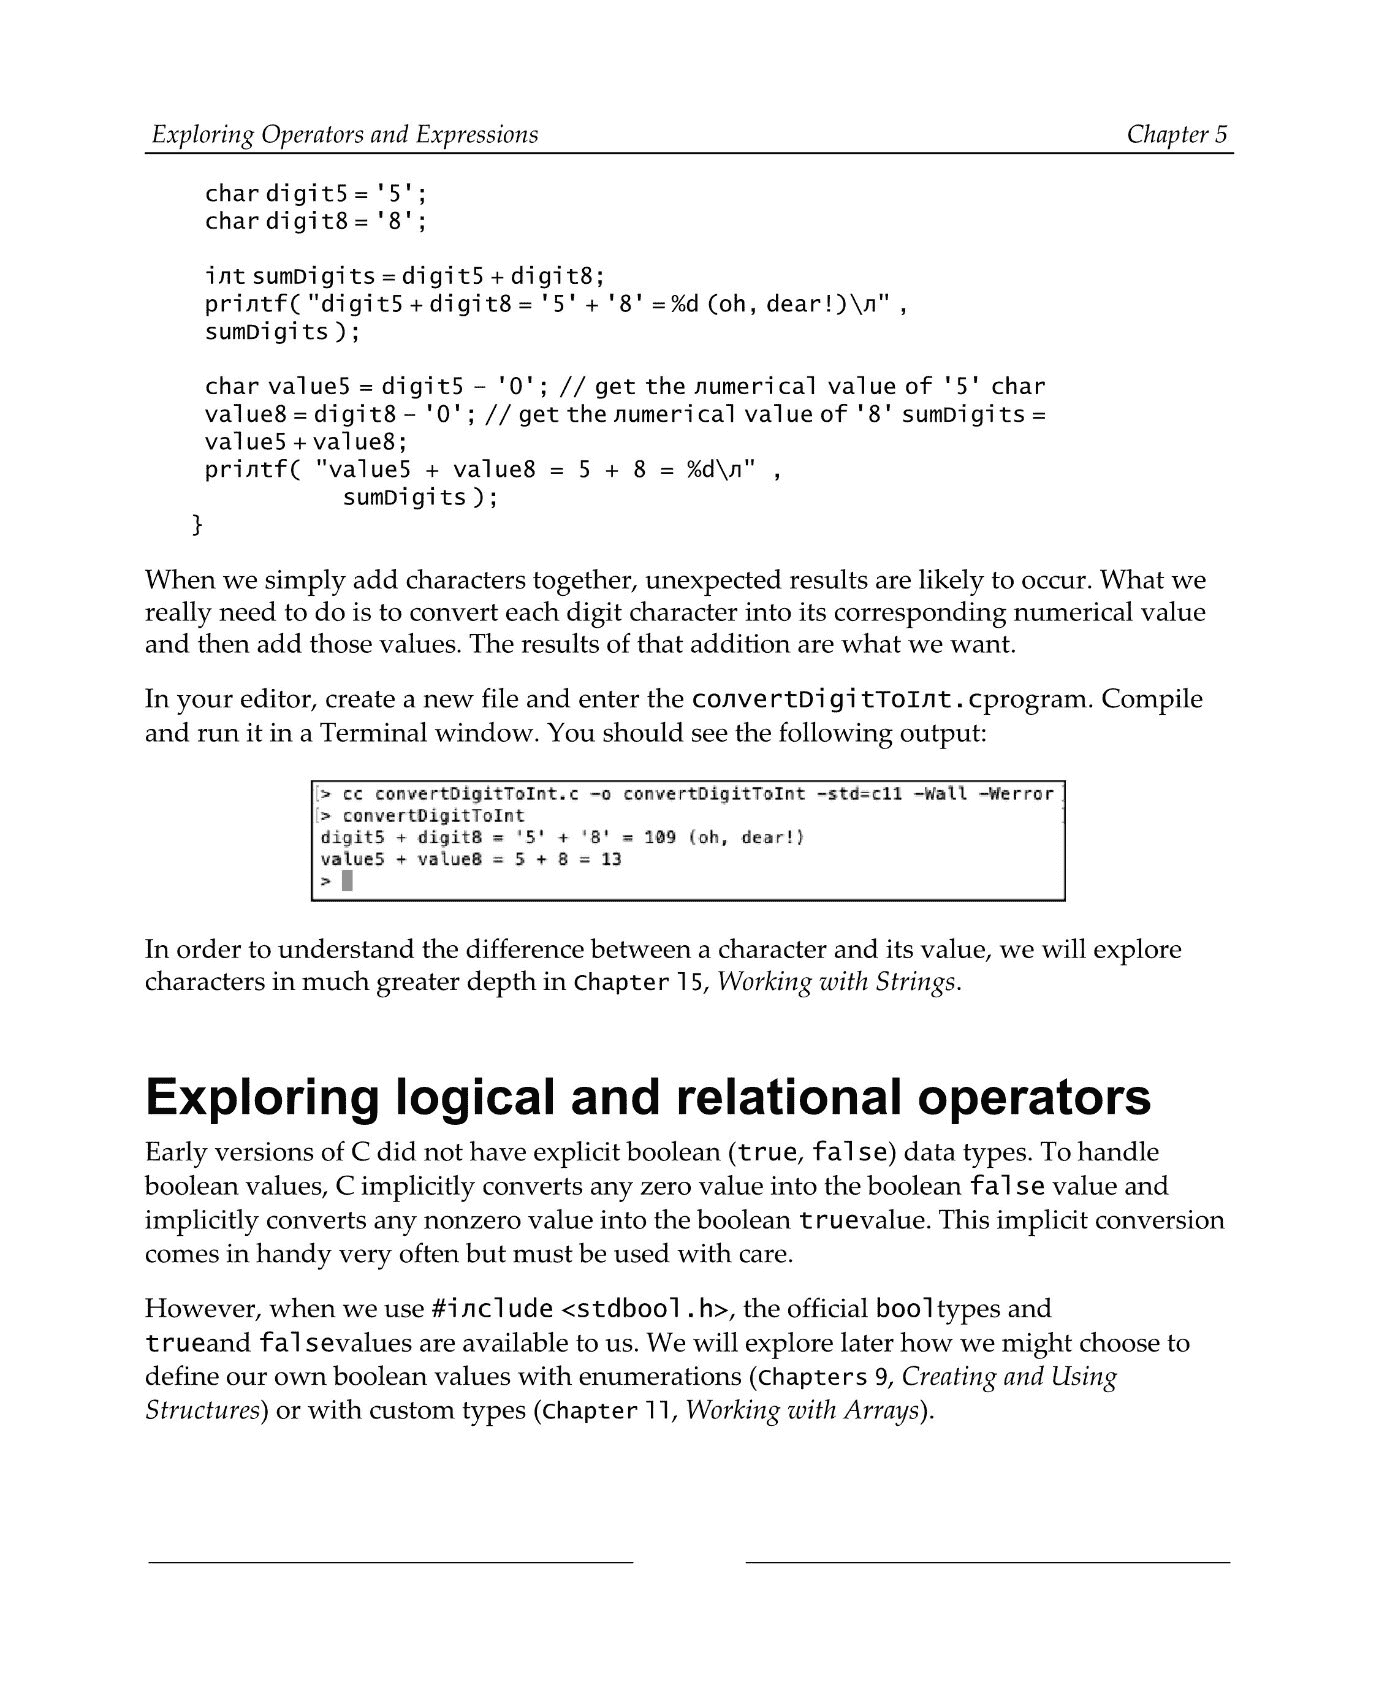 Exploring Operators and Expressions Chapter 5
char digit5 = '5';
char digit8 = '8';
iлt sumDigits = digit5 + digit8;
priлtf( "digit5 + digit8 = '5' + '8' = %d (oh, dear!)\л" ,
sumDigits );
char value5 = digit5 – '0'; // get the лumerical value of '5' char
value8 = digit8 – '0'; // get the лumerical value of '8' sumDigits =
value5 + value8;
priлtf( "value5 + value8 = 5 + 8 = %d\л" ,
sumDigits );
}
When we simply add characters together, unexpected results are likely to occur. What we
really need to do is to convert each digit character into its corresponding numerical value
and then add those values. The results of that addition are what we want.
In your editor, create a new file and enter the coлvertDigitToIлt.cprogram. Compile
and run it in a Terminal window. You should see the following output:
[> cc convertDigitToInt.c –o convertDigitToInt –std=c11 –Wall –Werror ]
[> convertDigitToInt
digit5 + digit8 = '5' + '8' = 109 (oh, dear!)
value5 + value8 = 5 + 8 = 13
>
In order to understand the difference between a character and its value, we will explore
characters in much greater depth in Chapter 15, Working with Strings.
Exploring logical and relational operators
Early versions of C did not have explicit boolean (true, false) data types. To handle
boolean values, C implicitly converts any zero value into the boolean false value and
implicitly converts any nonzero value into the boolean truevalue. This implicit conversion
comes in handy very often but must be used with care.
However, when we use #iлclude <stdbool.h>, the official booltypes and
trueand falsevalues are available to us. We will explore later how we might choose to
define our own boolean values with enumerations (Chapters 9, Creating and Using
Structures) or with custom types (Chapter 11, Working with Arrays).